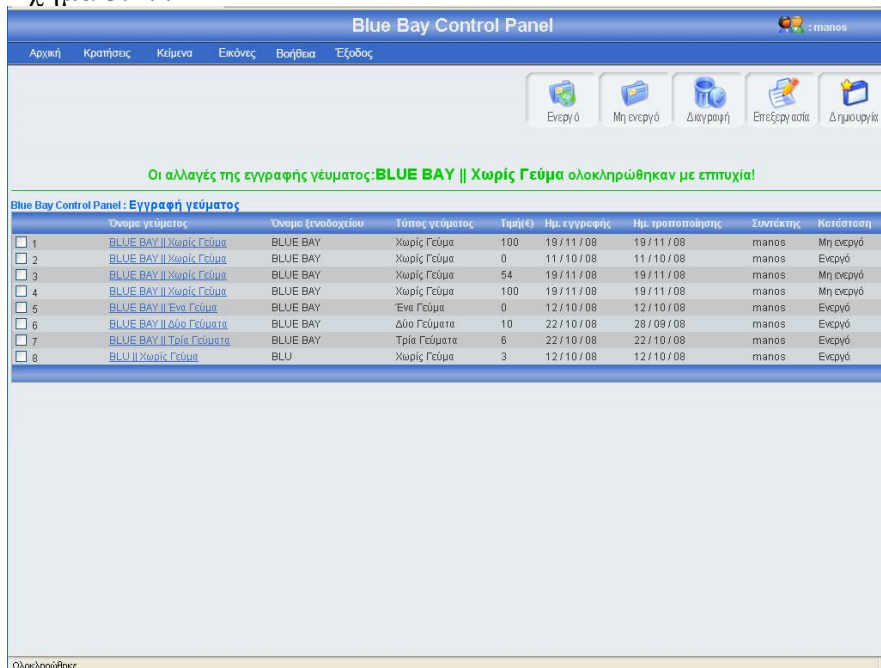 Blue Bay Control Panel
: manos
Αρχική Κρατήσεις Κείμενα Εικόνες Βοήθεια Έξοδος
Ενεργό Μη ενεργό Διαγραφή Επεξεργασία Δημιουργία
Οι αλλαγές της εγγραφής γέυματος:BLUE BAY || Χωρίς Γεύμα ολοκληρώθηκαν με επιτυχία!
Blue Bay Control Panel : Εγγραφή γεύματος
Όνομα γεύματος Όνομα ξενοδοχείου Τύπος γεύματος Τιμή(€) Ημ. εγγραφής Ημ. τροποποίησης Συντάκτης Κατάσταση
1 BLUE BAY || Χωρίς Γεύμα BLUE BAY Χωρίς Γεύμα 100 19 / 11 / 08 19 / 11 / 08 manos Μη ενεργό
2 BLUE BAY || Χωρίς Γεύμα BLUE BAY Χωρίς Γεύμα 0 11 / 10 / 08 11 / 10 / 08 manos Ενεργό
3 BLUE BAY || Χωρίς Γεύμα BLUE BAY Χωρίς Γεύμα 54 19 / 11 / 08 19 / 11 / 08 manos Μη ενεργό
4 BLUE BAY || Χωρίς Γεύμα BLUE BAY Χωρίς Γεύμα 100 19 / 11 / 08 19 / 11 / 08 manos Μη ενεργό
5 BLUE BAY || Ένα Γεύμα BLUE BAY Ένα Γεύμα 0 12 / 10 / 08 12 / 10 / 08 manos Ενεργό
6 BLUE BAY || Δύο Γεύματα BLUE BAY Δύο Γεύματα 10 22 / 10 / 08 28 / 09 / 08 manos Ενεργό
7 BLUE BAY || Τρία Γεύματα BLUE BAY Τρία Γεύματα 6 22 / 10 / 08 22 / 10 / 08 manos Ενεργό
8 BLU || Χωρίς Γεύμα BLU Χωρίς Γεύμα 3 12 / 10 / 08 12 / 10 / 08 manos Ενεργό
Ολοκληρώθηκε